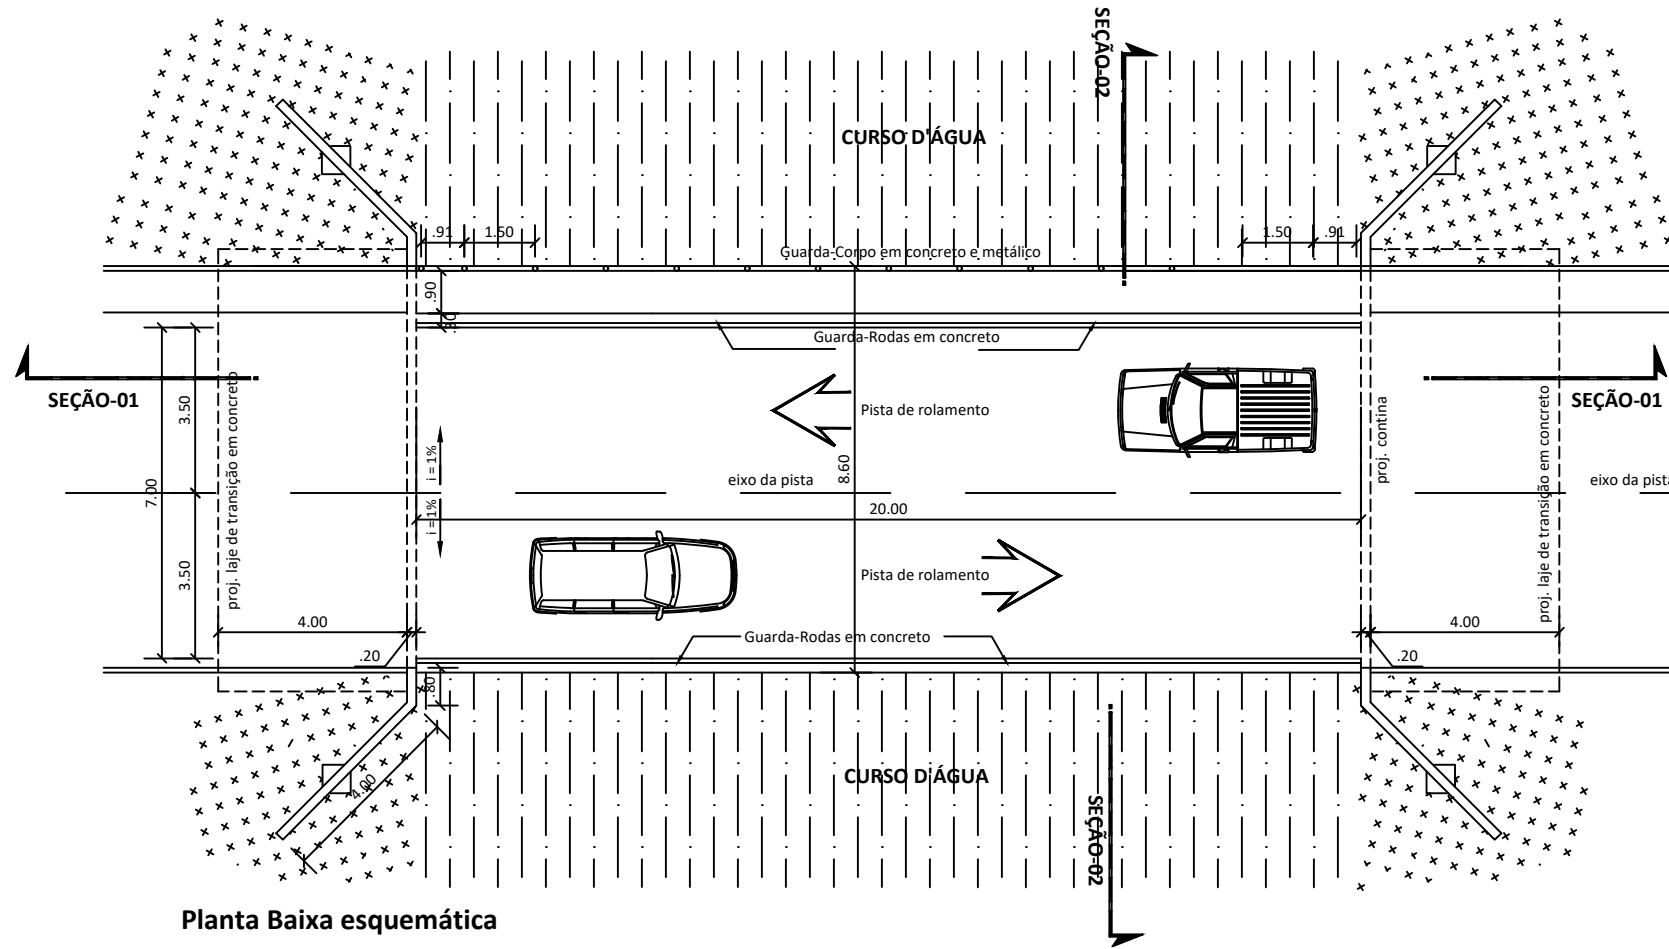 SEÇÃO-02
CURSO D'ÁGUA
.91
1.50
1.50
.91
Guarda-Corpo em concreto e metálico
.90
.30
Guarda-Rodas em concreto
SEÇÃO-01
SEÇÃO-01
3.50
7.00
3.50
proj. laje de transição em concreto
i = 1%
i = 1%
Pista de rolamento
8.60
eixo da pista
20.00
eixo da pista
proj. contina
proj. laje de transição em concreto
Pista de rolamento
4.00
.20
Guarda-Rodas em concreto
4.00
.20
.80
4.00
CURSO D'ÁGUA
SEÇÃO-02
Planta Baixa esquemática